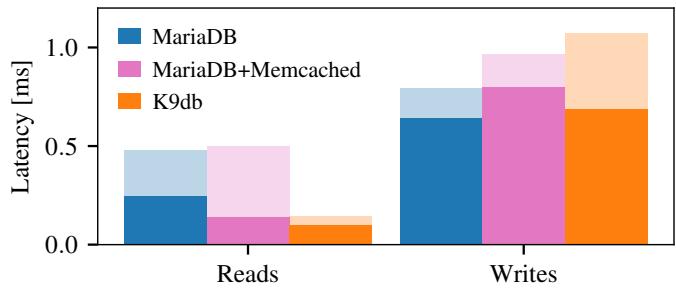 Latency [ms]
1.0
0.5
0.0
MariaDB
MariaDB+Memcached
K9db
Reads
Writes